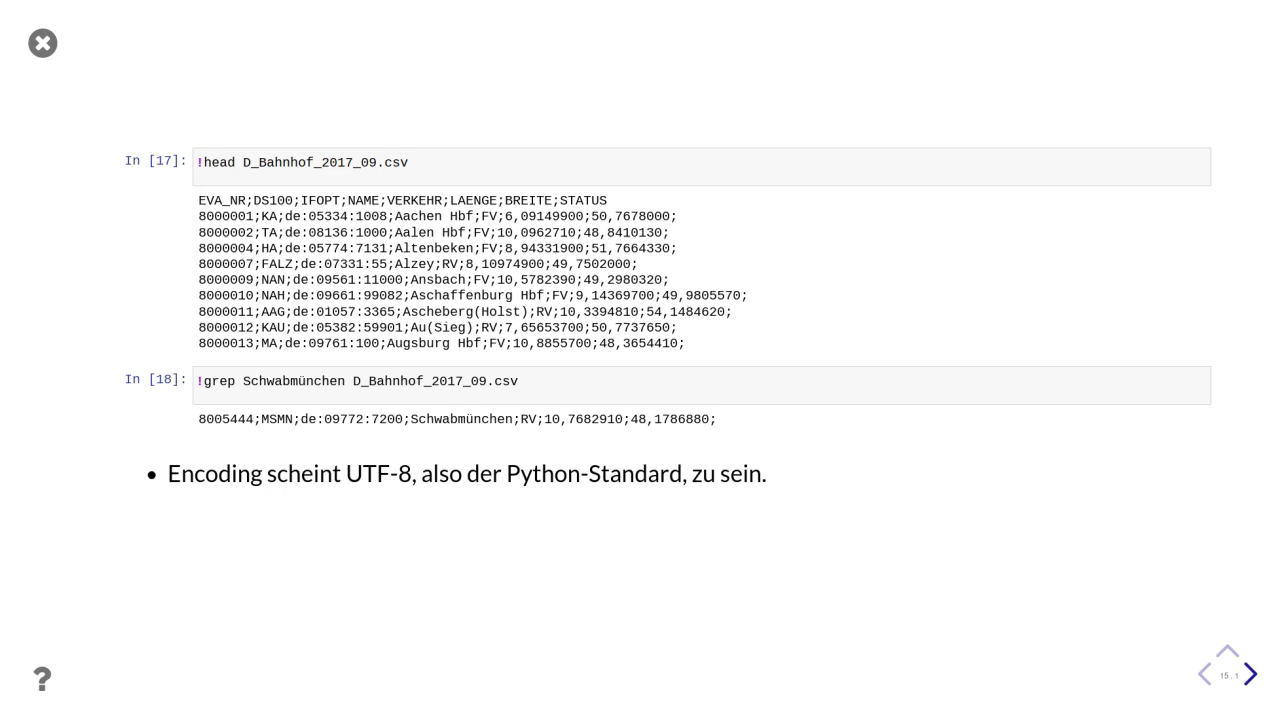 In [17]: !head D_Bahnhof_2017_09.csv
EVA_NR;DS100;IFOPT;NAME;VERKEHR;LAENGE;BREITE;STATUS
8000001;KA;de:05334:1008;Aachen Hbf;FV;6,09149900;50,7678000;
8000002;TA;de:08136:1000;Aalen Hbf;FV;10,0962710;48,8410130;
8000004;HA;de:05774:7131;Altenbeken;FV;8,94331900;51,7664330;
8000007;FALZ;de:07331:55;Alzey;RV;8,10974900;49,7502000;
8000009;NAN;de:09561:11000;Ansbach;FV;10,5782390;49,2980320;
8000010;NAH;de:09661:99082;Aschaffenburg Hbf;FV;9,14369700;49,9805570;
8000011;AAG;de:01057:3365;Ascheberg(Holst);RV;10,3394810;54,1484620;
8000012;KAU;de:05382:59901;Au(Sieg);RV;7,65653700;50,7737650;
8000013;MA;de:09761:100;Augsburg Hbf;FV;10,8855700;48,3654410;
In [18]: !grep Schwabmünchen D_Bahnhof_2017_09.csv
8005444;MSMN;de:09772:7200;Schwabmünchen;RV;10,7682910;48,1786880;
• Encoding scheint UTF-8, also der Python-Standard, zu sein.
?
15 . 1